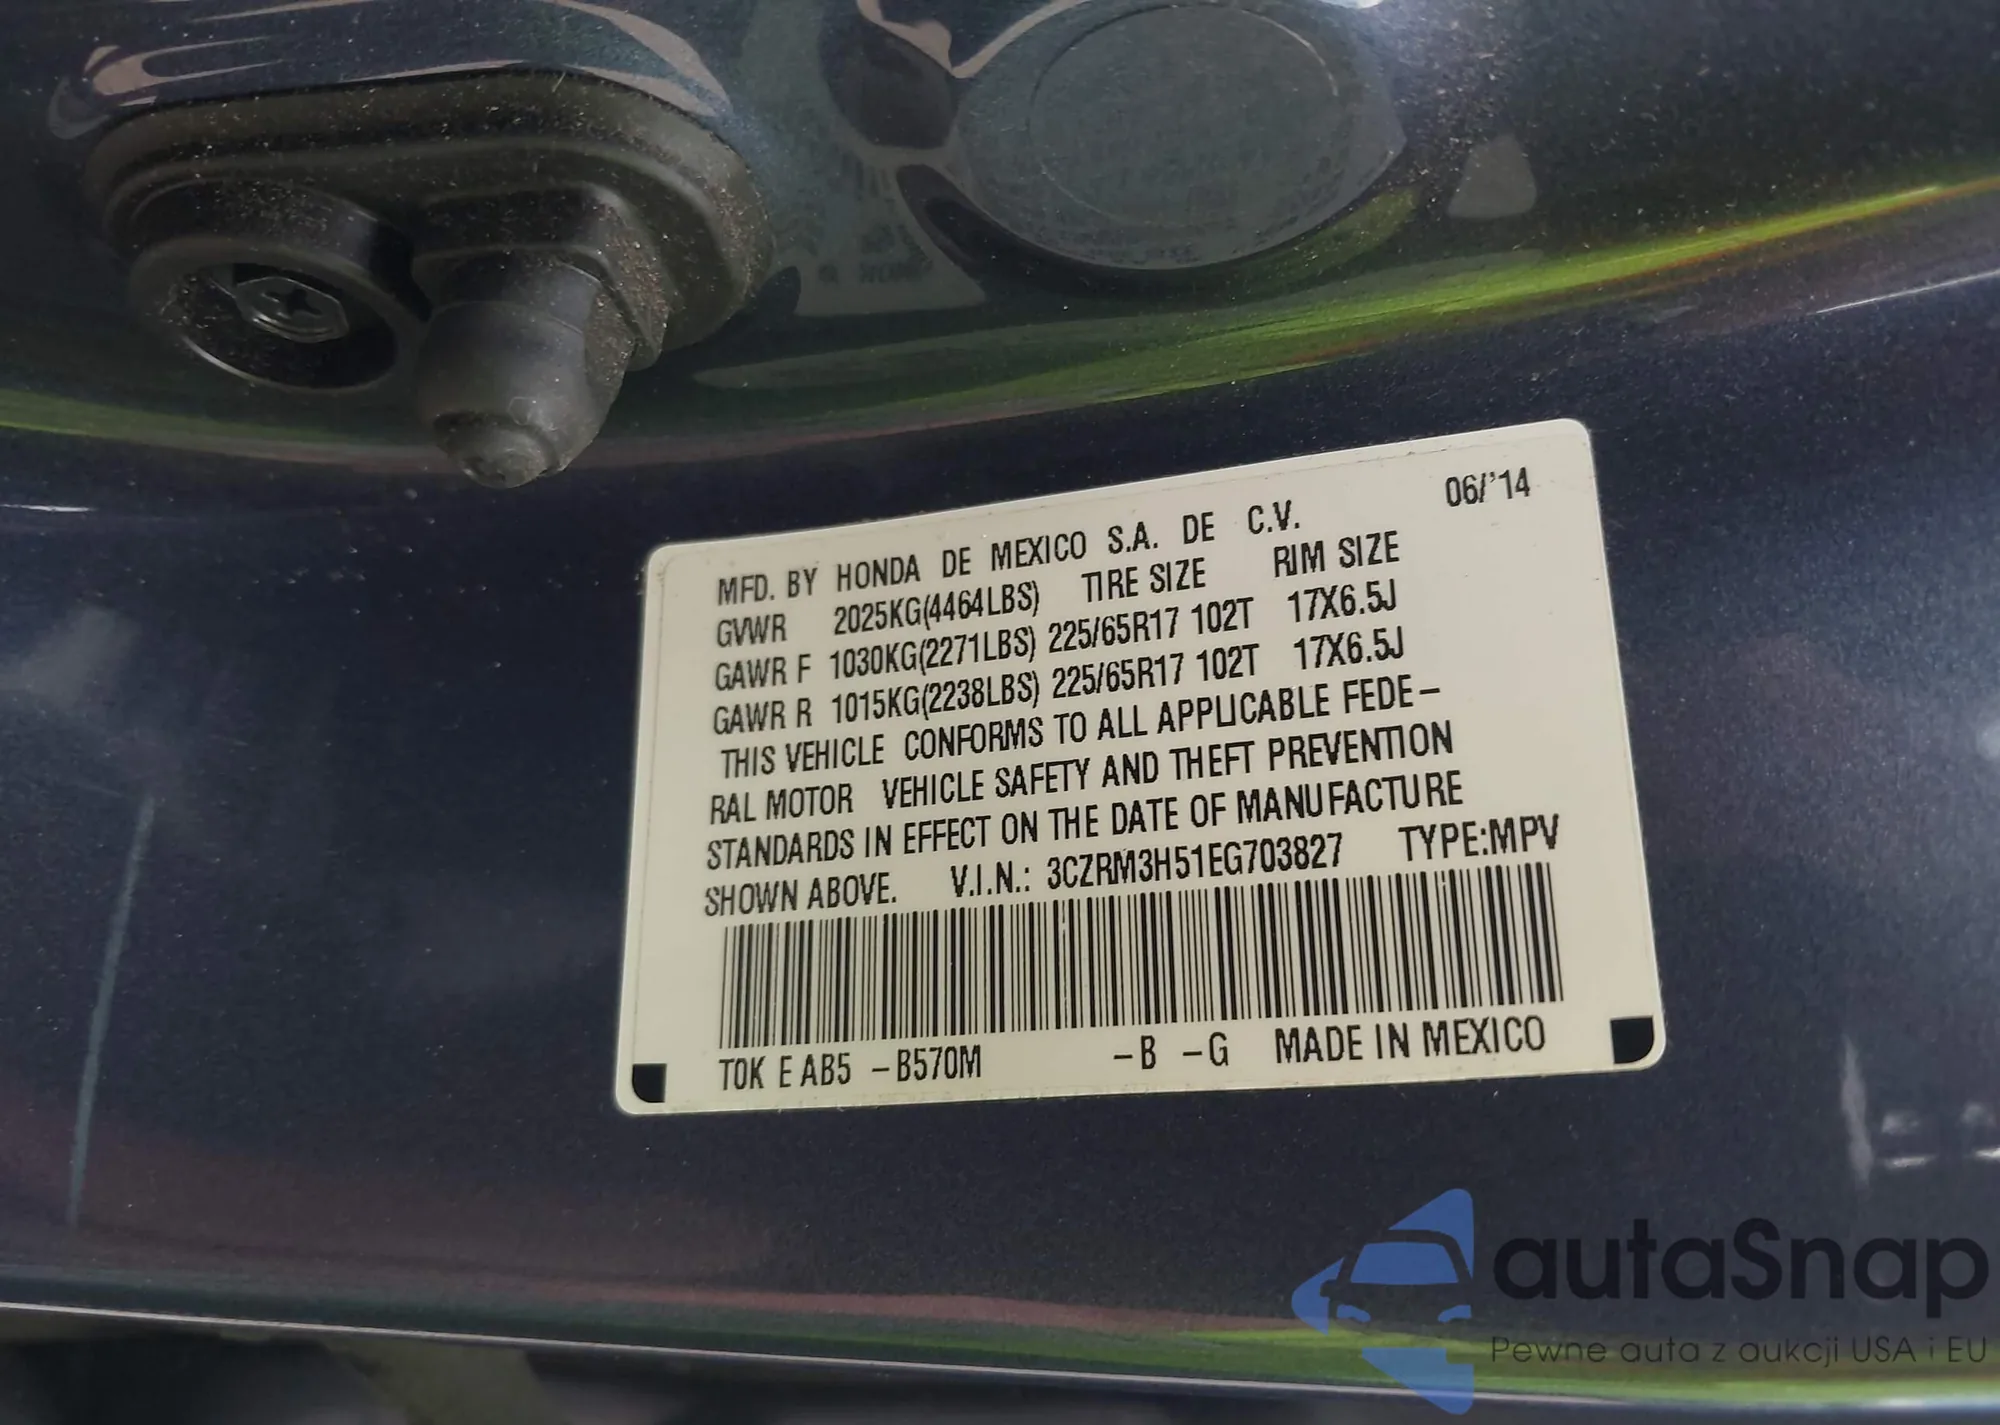 06/'14
MFD. BY HONDA DE MEXICO S.A. DE C.V.
GVWR 2025KG(4464LBS) TIRE SIZE RIM SIZE
GAWR F 1030KG(2271LBS) 225/65R17 102T 17X6.5J
GAWR R 1015KG(2238LBS) 225/65R17 102T 17X6.5J
THIS VEHICLE CONFORMS TO ALL APPLICABLE FEDE-
RAL MOTOR VEHICLE SAFETY AND THEFT PREVENTION
STANDARDS IN EFFECT ON THE DATE OF MANUFACTURE
SHOWN ABOVE. V.I.N.: 3CZRM3H51EG703827 TYPE:MPV
T0K E AB5 -B570M -B -G MADE IN MEXICO
autaSnap
Pewne auta z aukcji USA i EU